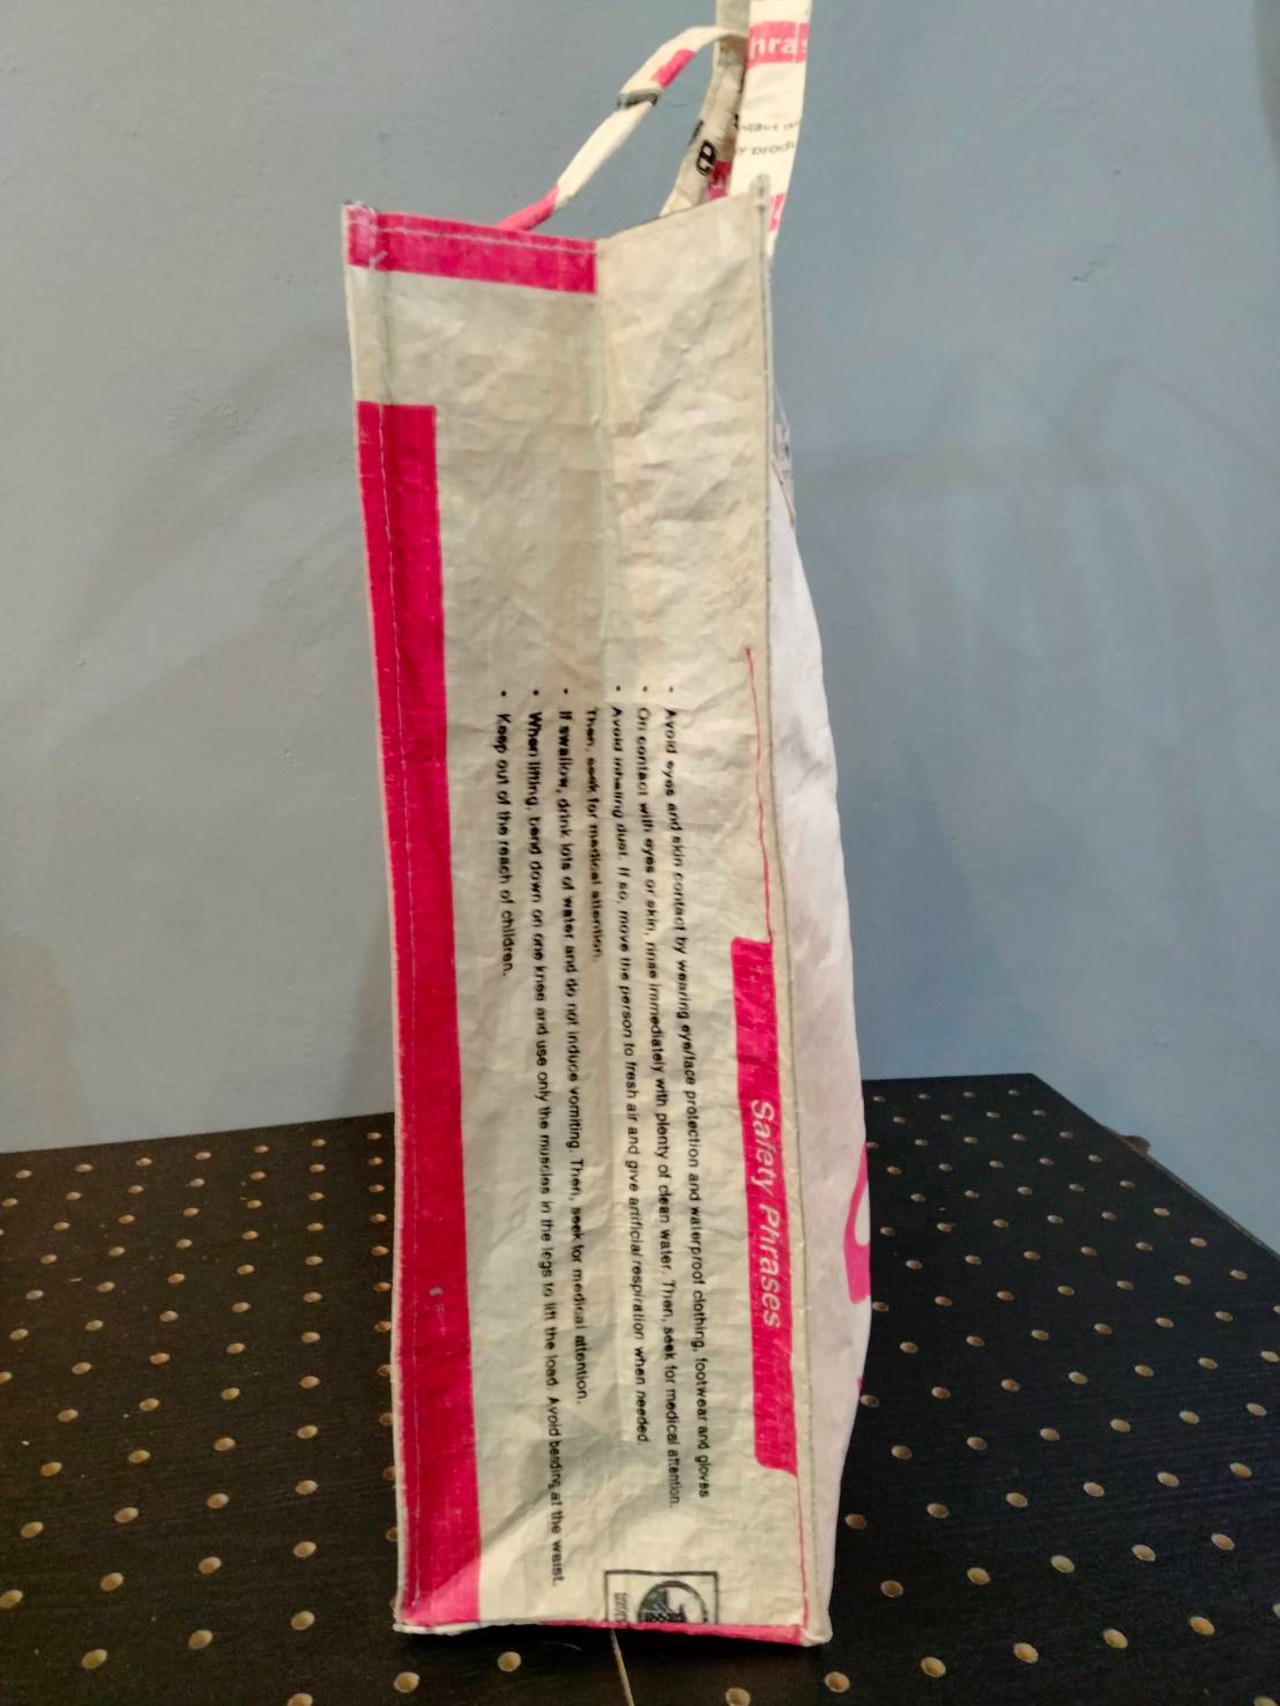 hras
ntact w
y produ
Safety Phrases
• Avoid eyes and skin contact by wearing eye/face protection and waterproof clothing, footwear and gloves
• On contact with eyes or skin, rinse immediately with plenty of clean water. Then, seek for medical attention.
• Avoid inhaling dust. If so, move the person to fresh air and give artificial respiration when needed.
Then, seek for medical attention.
• If swallow, drink lots of water and do not induce vomiting. Then, seek for medical attention.
• When lifting, bend down on one knee and use only the muscles in the legs to lift the load. Avoid bending at the waist.
• Keep out of the reach of children.